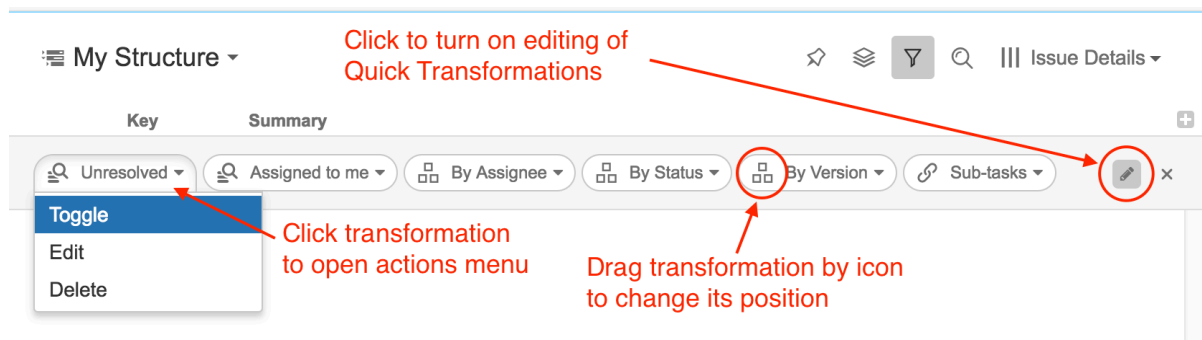 My Structure
Click to turn on editing of
Quick Transformations
Issue Details
Key Summary
Unresolved Assigned to me By Assignee By Status By Version Sub-tasks
Toggle
Edit
Delete
Click transformation
to open actions menu
Drag transformation by icon
to change its position